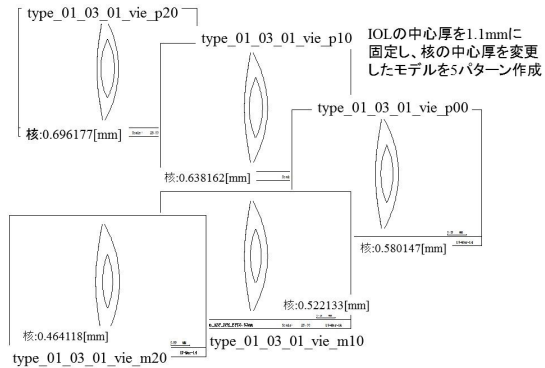 type_01_03_01_vie_p20
type_01_03_01_vie_p10
IOLの中心厚を1.1mmに
固定し、核の中心厚を変更
したモデルを5パターン作成
type_01_03_01_vie_p00
核:0.696177[mm]
核:0.638162[mm]
核:0.580147[mm]
核:0.522133[mm]
核:0.464118[mm]
type_01_03_01_vie_m10
type_01_03_01_vie_m20